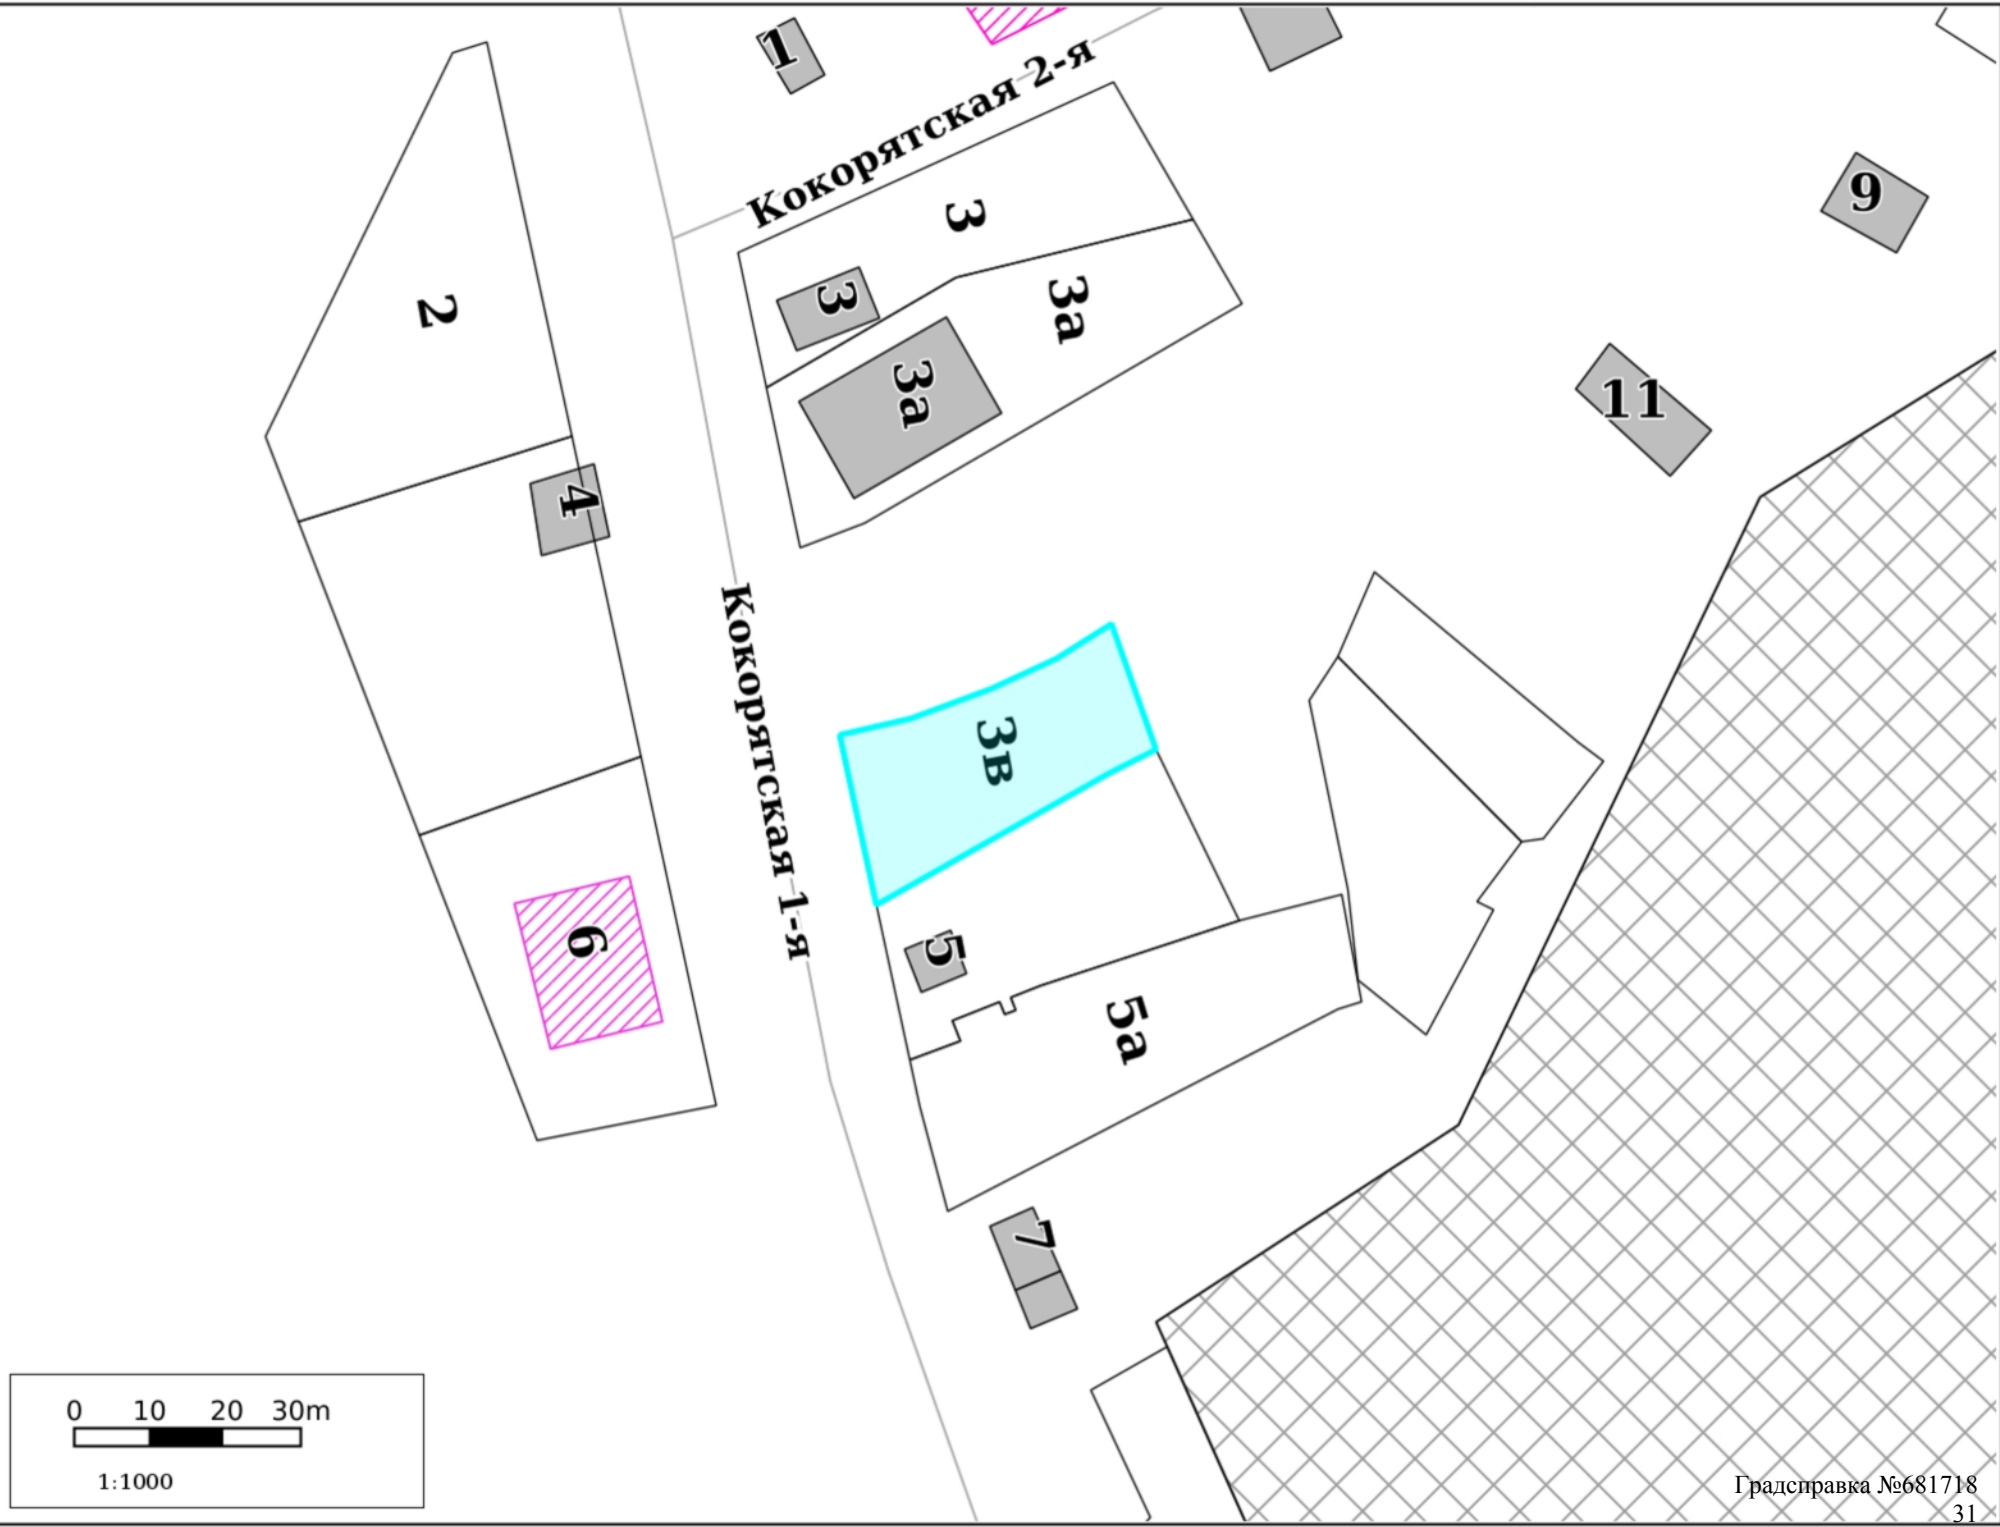 1
Кокорятская 2-я
9
3
2
3
3а
3а
11
4
Кокорятская 1-я
3в
6
5
5а
7
0 10 20 30m
1:1000
Градсправка №681718
31